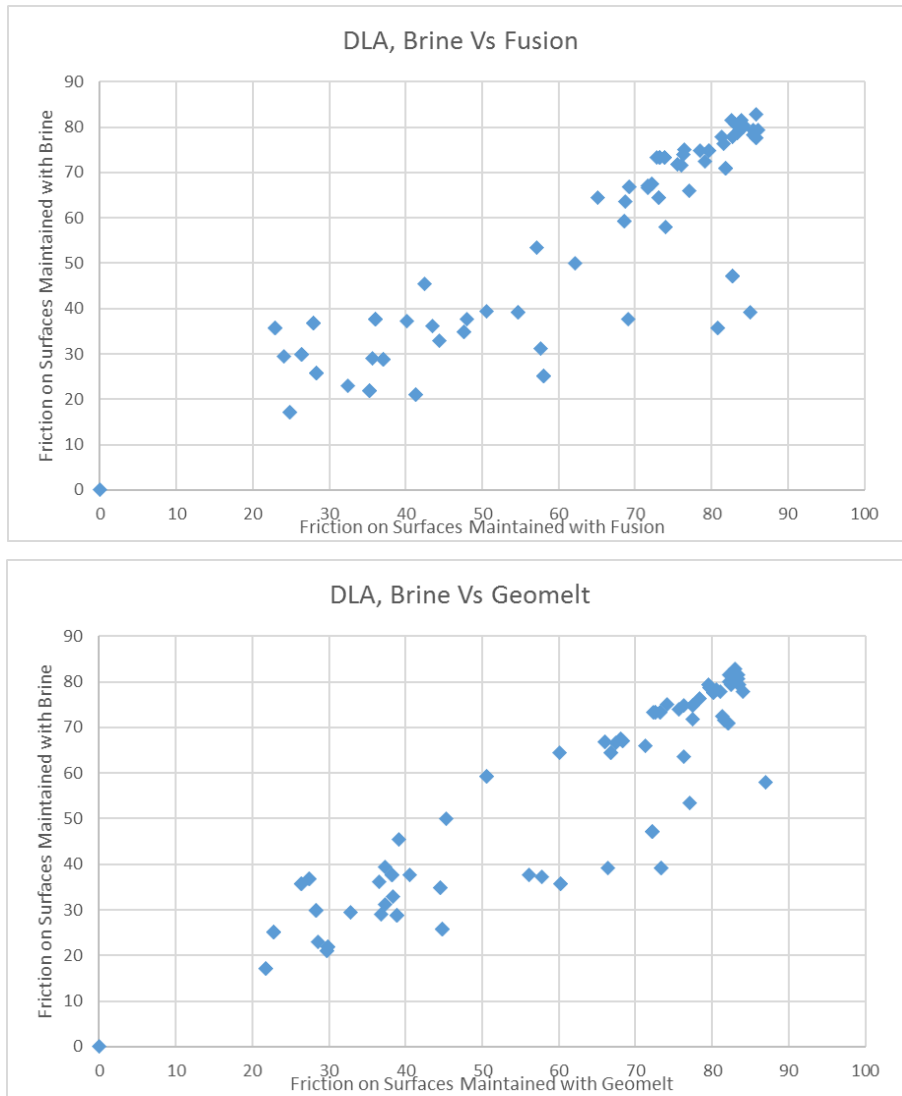 DLA, Brine Vs Fusion
Friction on Surfaces Maintained with Brine
90
80
70
60
50
40
30
20
10
0
0 10 20 30 40 50 60 70 80 90 100
Friction on Surfaces Maintained with Fusion
DLA, Brine Vs Geomelt
Friction on Surfaces Maintained with Brine
90
80
70
60
50
40
30
20
10
0
0 10 20 30 40 50 60 70 80 90 100
Friction on Surfaces Maintained with Geomelt